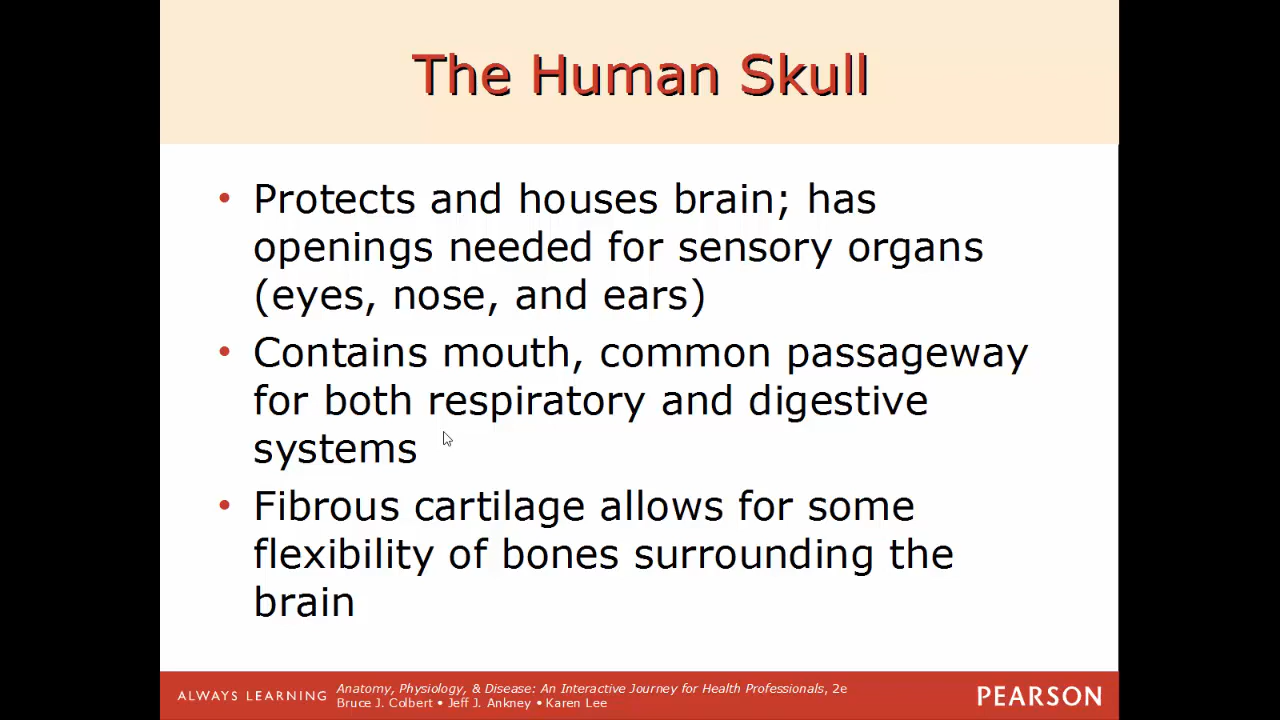 The Human Skull
• Protects and houses brain; has
openings needed for sensory organs
(eyes, nose, and ears)
• Contains mouth, common passageway
for both respiratory and digestive
systems
• Fibrous cartilage allows for some
flexibility of bones surrounding the
brain
ALWAYS LEARNING
Anatomy, Physiology, & Disease: An Interactive Journey for Health Professionals, 2e
Bruce J. Colbert • Jeff J. Ankney • Karen Lee
PEARSON